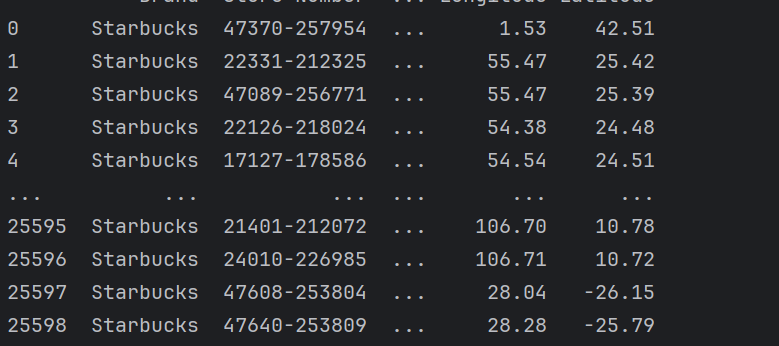 Brand Store Number ... Longitude Latitude
0 Starbucks 47370-257954 ... 1.53 42.51
1 Starbucks 22331-212325 ... 55.47 25.42
2 Starbucks 47089-256771 ... 55.47 25.39
3 Starbucks 22126-218024 ... 54.38 24.48
4 Starbucks 17127-178586 ... 54.54 24.51
... ... ... ... ... ...
25595 Starbucks 21401-212072 ... 106.70 10.78
25596 Starbucks 24010-226985 ... 106.71 10.72
25597 Starbucks 47608-253804 ... 28.04 -26.15
25598 Starbucks 47640-253809 ... 28.28 -25.79